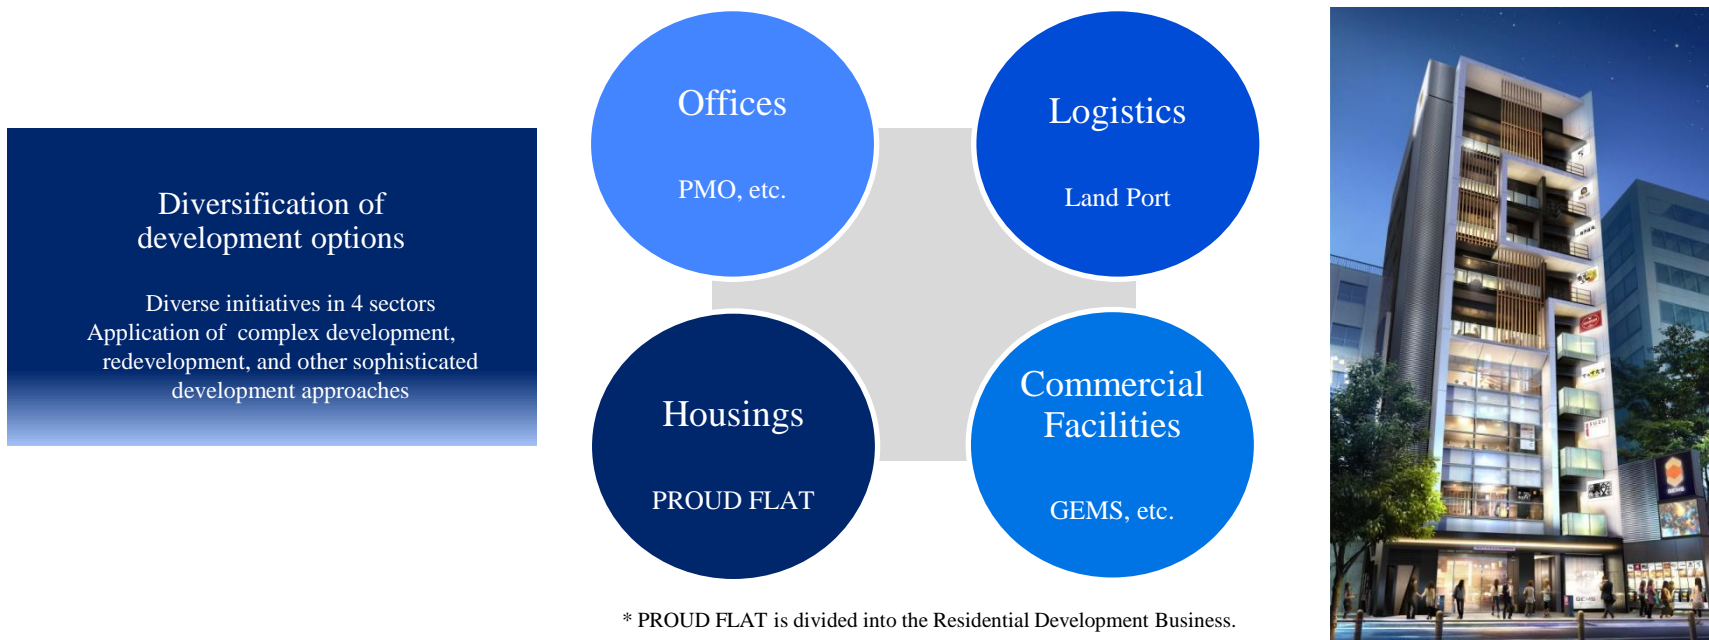 Diversification of
development options
Diverse initiatives in 4 sectors
Application of complex development,
redevelopment, and other sophisticated
development approaches
Offices
PMO, etc.
Logistics
Land Port
Housings
PROUD FLAT
Commercial
Facilities
GEMS, etc.
* PROUD FLAT is divided into the Residential Development Business.
GEMS
GEMS